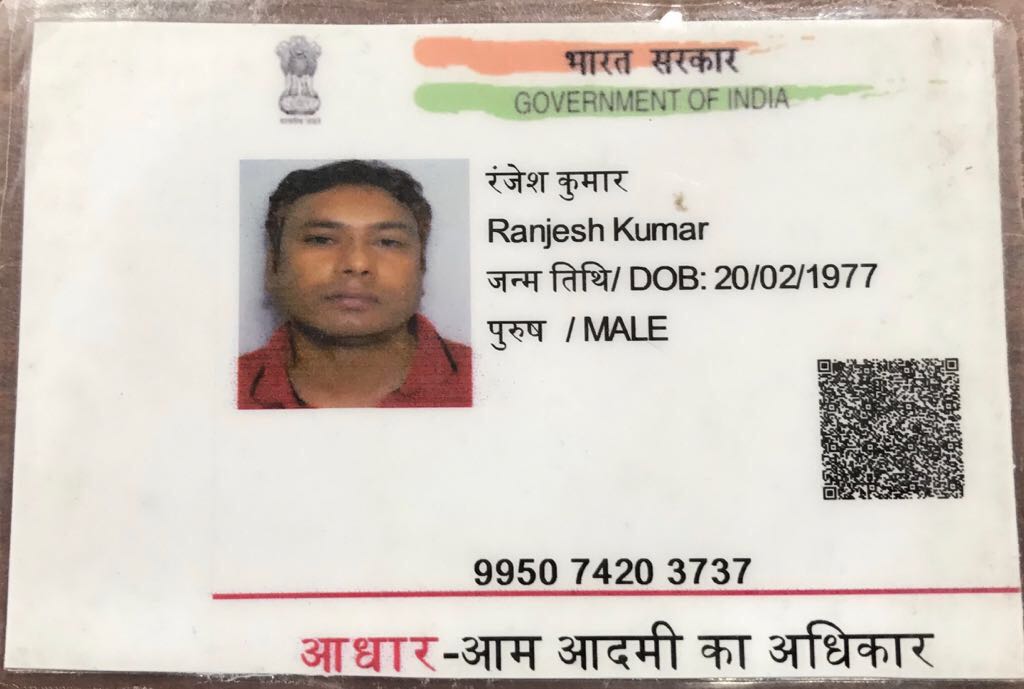 भारत सरकार
GOVERNMENT OF INDIA
रंजेश कुमार
Ranjesh Kumar
जन्म तिथि/ DOB: 20/02/1977
पुरुष / MALE
9950 7420 3737
आधार-आम आदमी का अधिकार